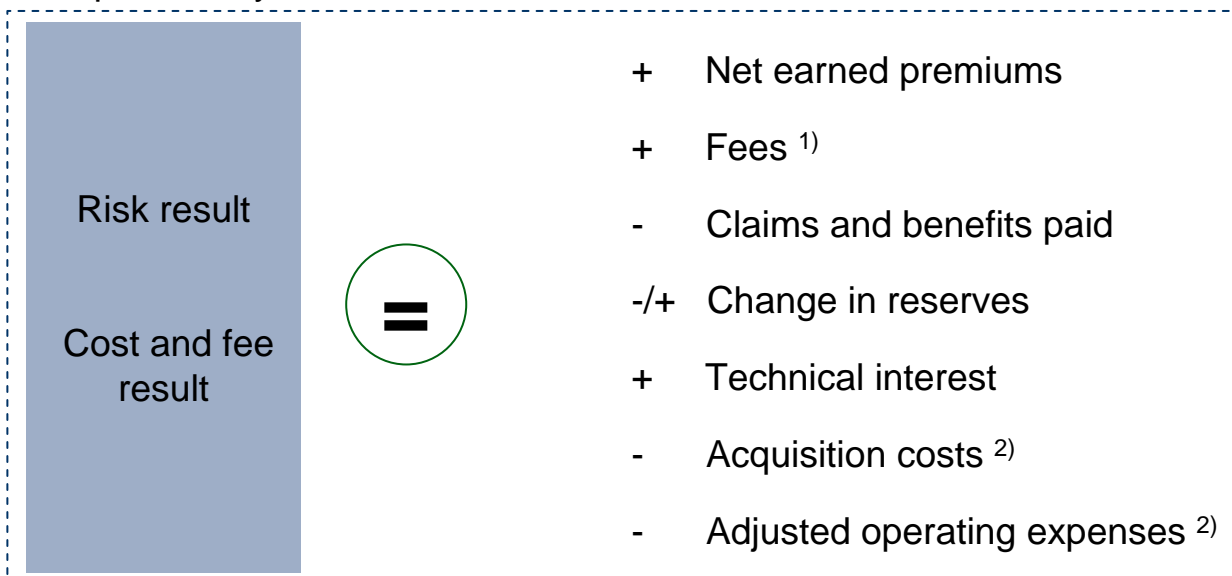 Risk result
Cost and fee
result
=
+ Net earned premiums
+ Fees 1)
- Claims and benefits paid
-/+ Change in reserves
+ Technical interest
- Acquisition costs 2)
- Adjusted operating expenses 2)